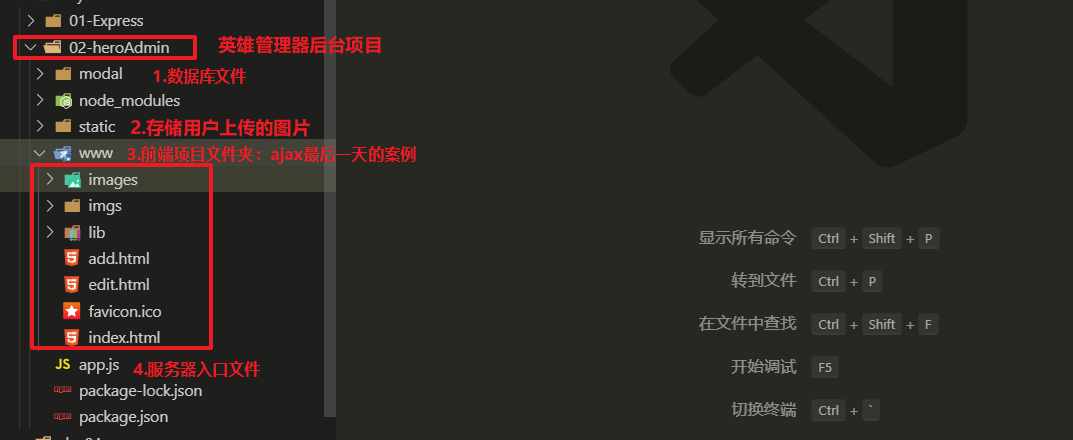 01-Express
02-heroAdmin 英雄管理器后台项目
modal 1.数据库文件
node_modules
static 2.存储用户上传的图片
www 3.前端项目文件夹：ajax最后一天的案例
images
imgs
lib
add.html
edit.html
favicon.ico
index.html
JS app.js 4.服务器入口文件
package-lock.json
package.json
显示所有命令 Ctrl + Shift + P
转到文件 Ctrl + P
在文件中查找 Ctrl + Shift + F
开始调试 F5
切换终端 Ctrl + `